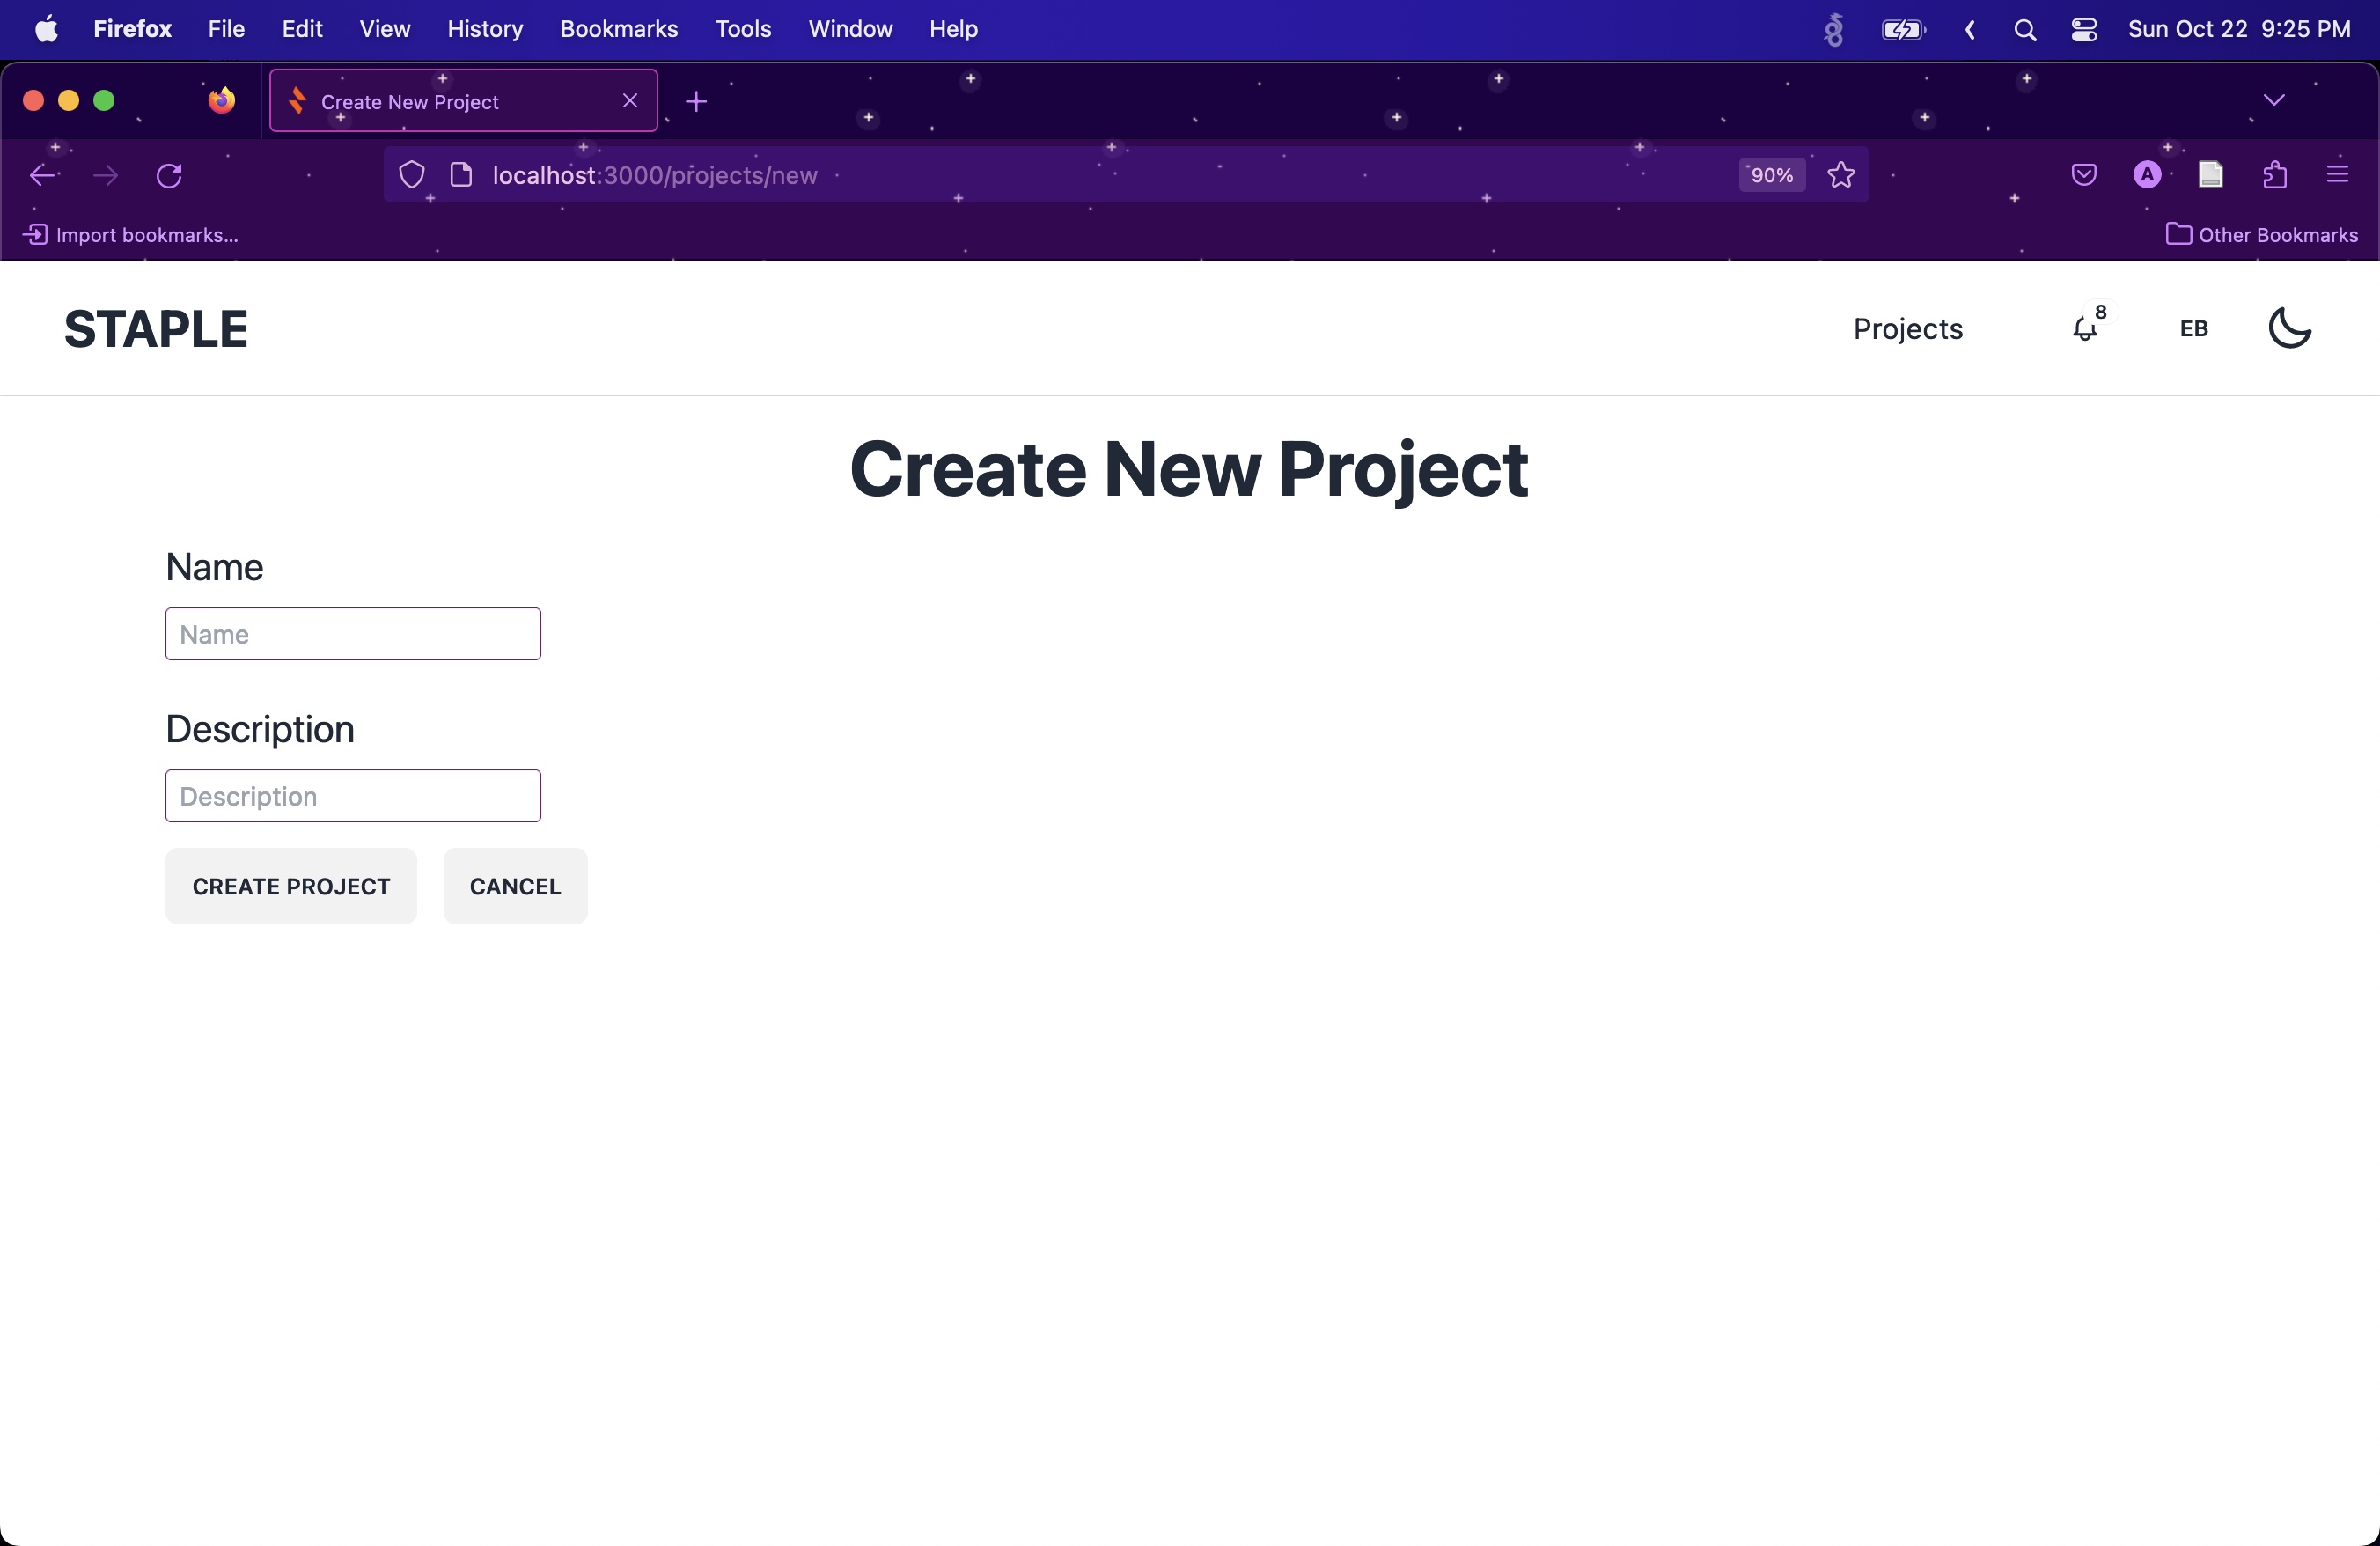 Firefox File Edit View History Bookmarks Tools Window Help Sun Oct 22 9:25 PM
Create New Project
localhost:3000/projects/new 90% A
Import bookmarks... Other Bookmarks
STAPLE Projects 8 EB
Create New Project
Name
Name
Description
Description
CREATE PROJECT CANCEL